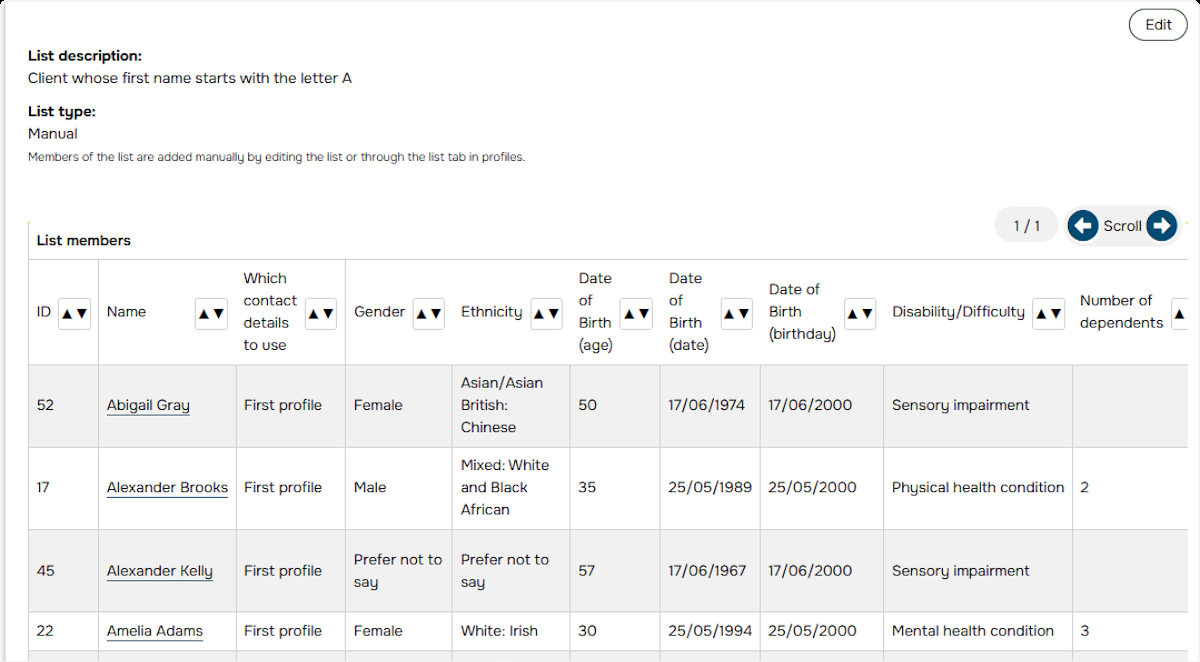 Edit
List description:
Client whose first name starts with the letter A
List type:
Manual
Members of the list are added manually by editing the list or through the list tab in profiles.
1 / 1
Scroll
List members
ID ▲▼ Name ▲▼ Which contact details to use ▲▼ Gender ▲▼ Ethnicity ▲▼ Date of Birth (age) ▲▼ Date of Birth (date) ▲▼ Date of Birth (birthday) ▲▼ Disability/Difficulty ▲▼ Number of dependents ▲
52 Abigail Gray First profile Female Asian/Asian British: Chinese 50 17/06/1974 17/06/2000 Sensory impairment
17 Alexander Brooks First profile Male Mixed: White and Black African 35 25/05/1989 25/05/2000 Physical health condition 2
45 Alexander Kelly First profile Prefer not to say Prefer not to say 57 17/06/1967 17/06/2000 Sensory impairment
22 Amelia Adams First profile Female White: Irish 30 25/05/1994 25/05/2000 Mental health condition 3